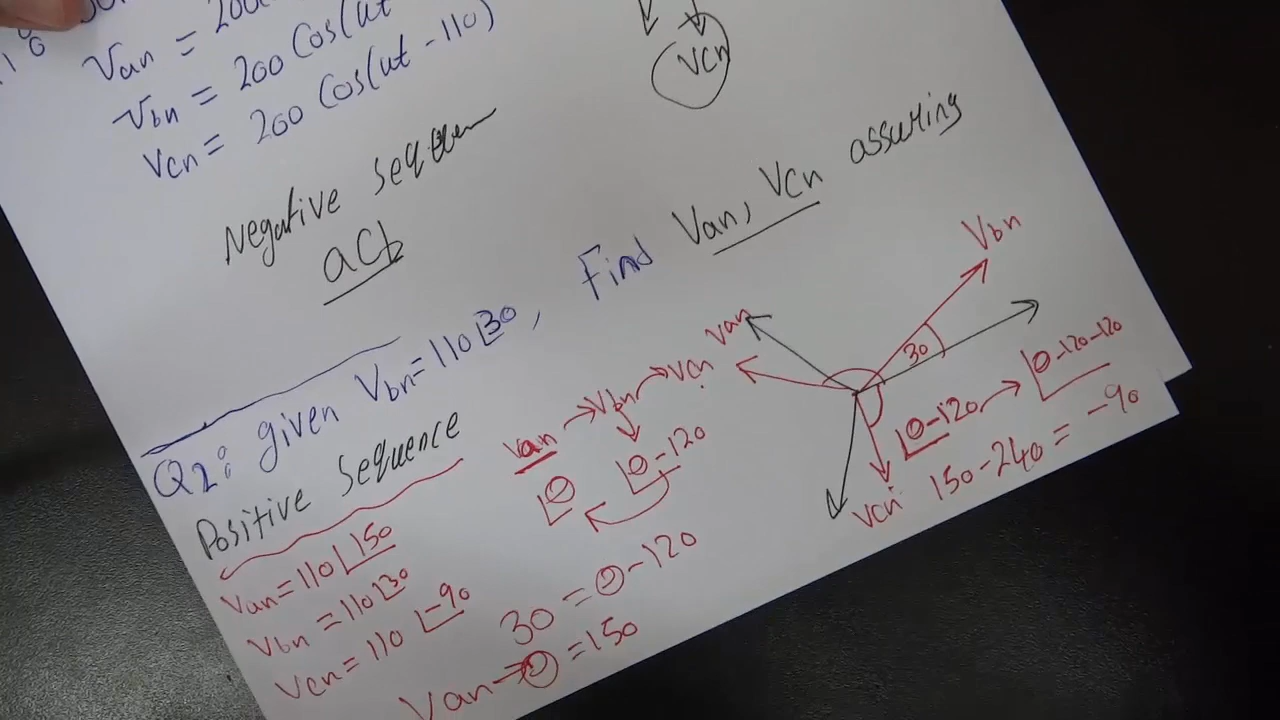 Van = 200
Vbn = 200 Cos(ωt
Vcn = 200 Cos(ωt - 110)
Vcn
Negative sequen
acb
Q2: given Vbn = 110∠30, Find Van, Vcn assuring
Positive sequence
Van = 110∠150
Vbn = 110∠30
Vcn = 110∠-90
Van → Vbn → Vcn
∠θ ∠θ-120
30 = θ-120
Van → θ = 150
Vbn
Van
30
Vcn
∠θ-120 → ∠θ-120-120
150-240 = -90